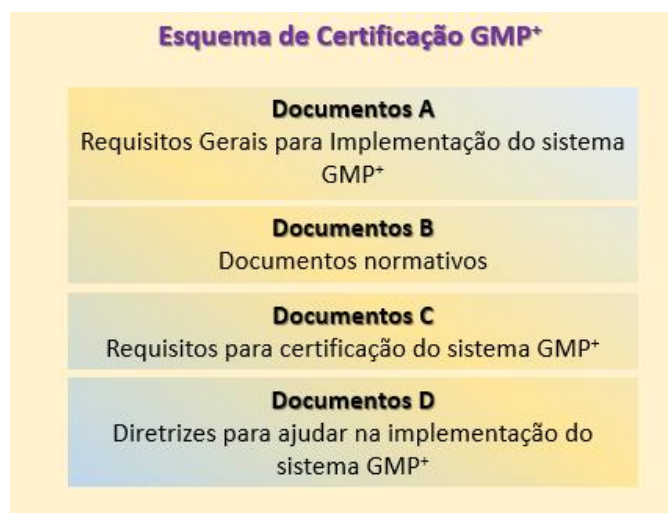 Esquema de Certificação GMP⁺
Documentos A
Requisitos Gerais para Implementação do sistema
GMP⁺
Documentos B
Documentos normativos
Documentos C
Requisitos para certificação do sistema GMP⁺
Documentos D
Diretrizes para ajudar na implementação do
sistema GMP⁺